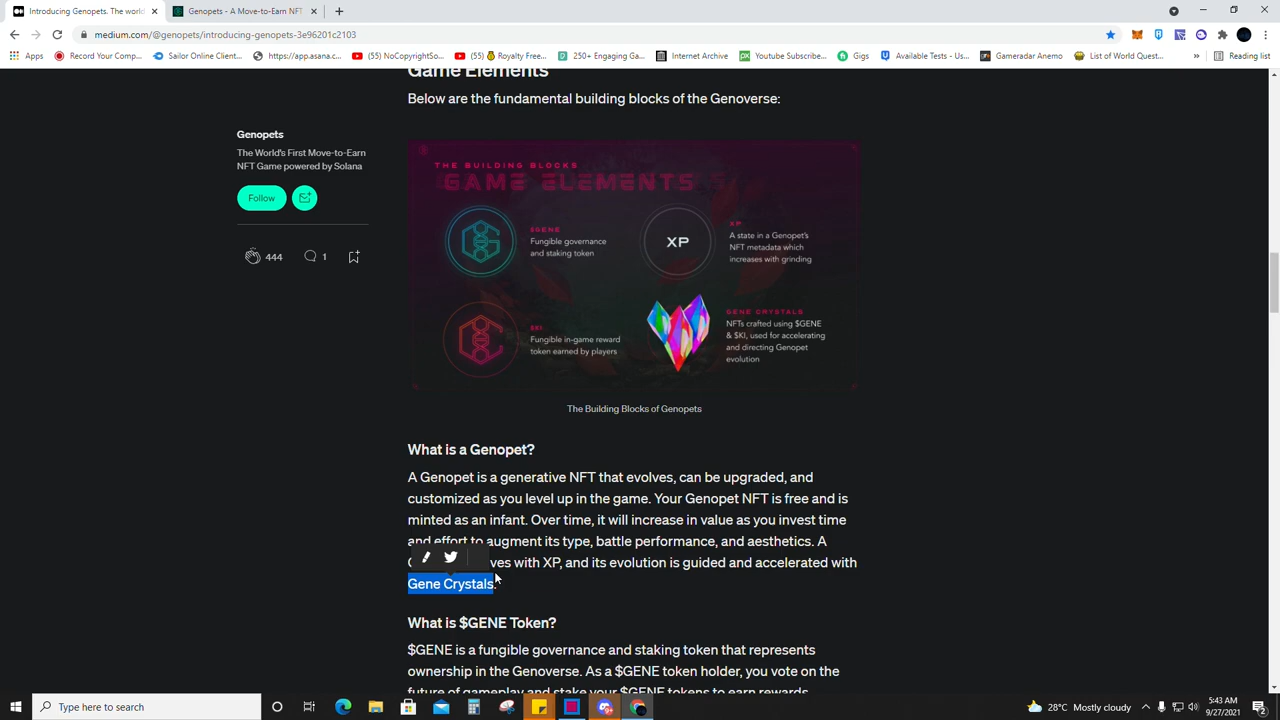 Introducing Genopets. The world
Genopets - A Move-to-Earn NFT
medium.com/@genopets/introducing-genopets-3e96201c2103
Apps
Record Your Comp...
Sailor Online Client...
https://app.asana.c...
(55) NoCopyrightSo...
(55) Royalty Free...
250+ Engaging Ga...
Internet Archive
Youtube Subscribe...
Gigs
Available Tests - Us...
Gameradar Anemo
List of World Quest...
»
Reading list
Game Elements
Below are the fundamental building blocks of the Genoverse:
Genopets
The World's First Move-to-Earn
NFT Game powered by Solana
Follow
444
1
THE BUILDING BLOCKS
GAME ELEMENTS
$GENE
Fungible governance
and staking token
XP
XP
A state in a Genopet's
NFT metadata which
increases with grinding
$KI
Fungible in-game reward
token earned by players
GENE CRYSTALS
NFTs crafted using $GENE
& $KI, used for accelerating
and directing Genopet
evolution
The Building Blocks of Genopets
What is a Genopet?
A Genopet is a generative NFT that evolves, can be upgraded, and
customized as you level up in the game. Your Genopet NFT is free and is
minted as an infant. Over time, it will increase in value as you invest time
and effort to augment its type, battle performance, and aesthetics. A
ves with XP, and its evolution is guided and accelerated with
Gene Crystals.
What is $GENE Token?
$GENE is a fungible governance and staking token that represents
ownership in the Genoverse. As a $GENE token holder, you vote on the
future of gameplay and stake your $GENE tokens to earn rewards
Type here to search
28°C Mostly cloudy
5:43 AM
9/27/2021
2